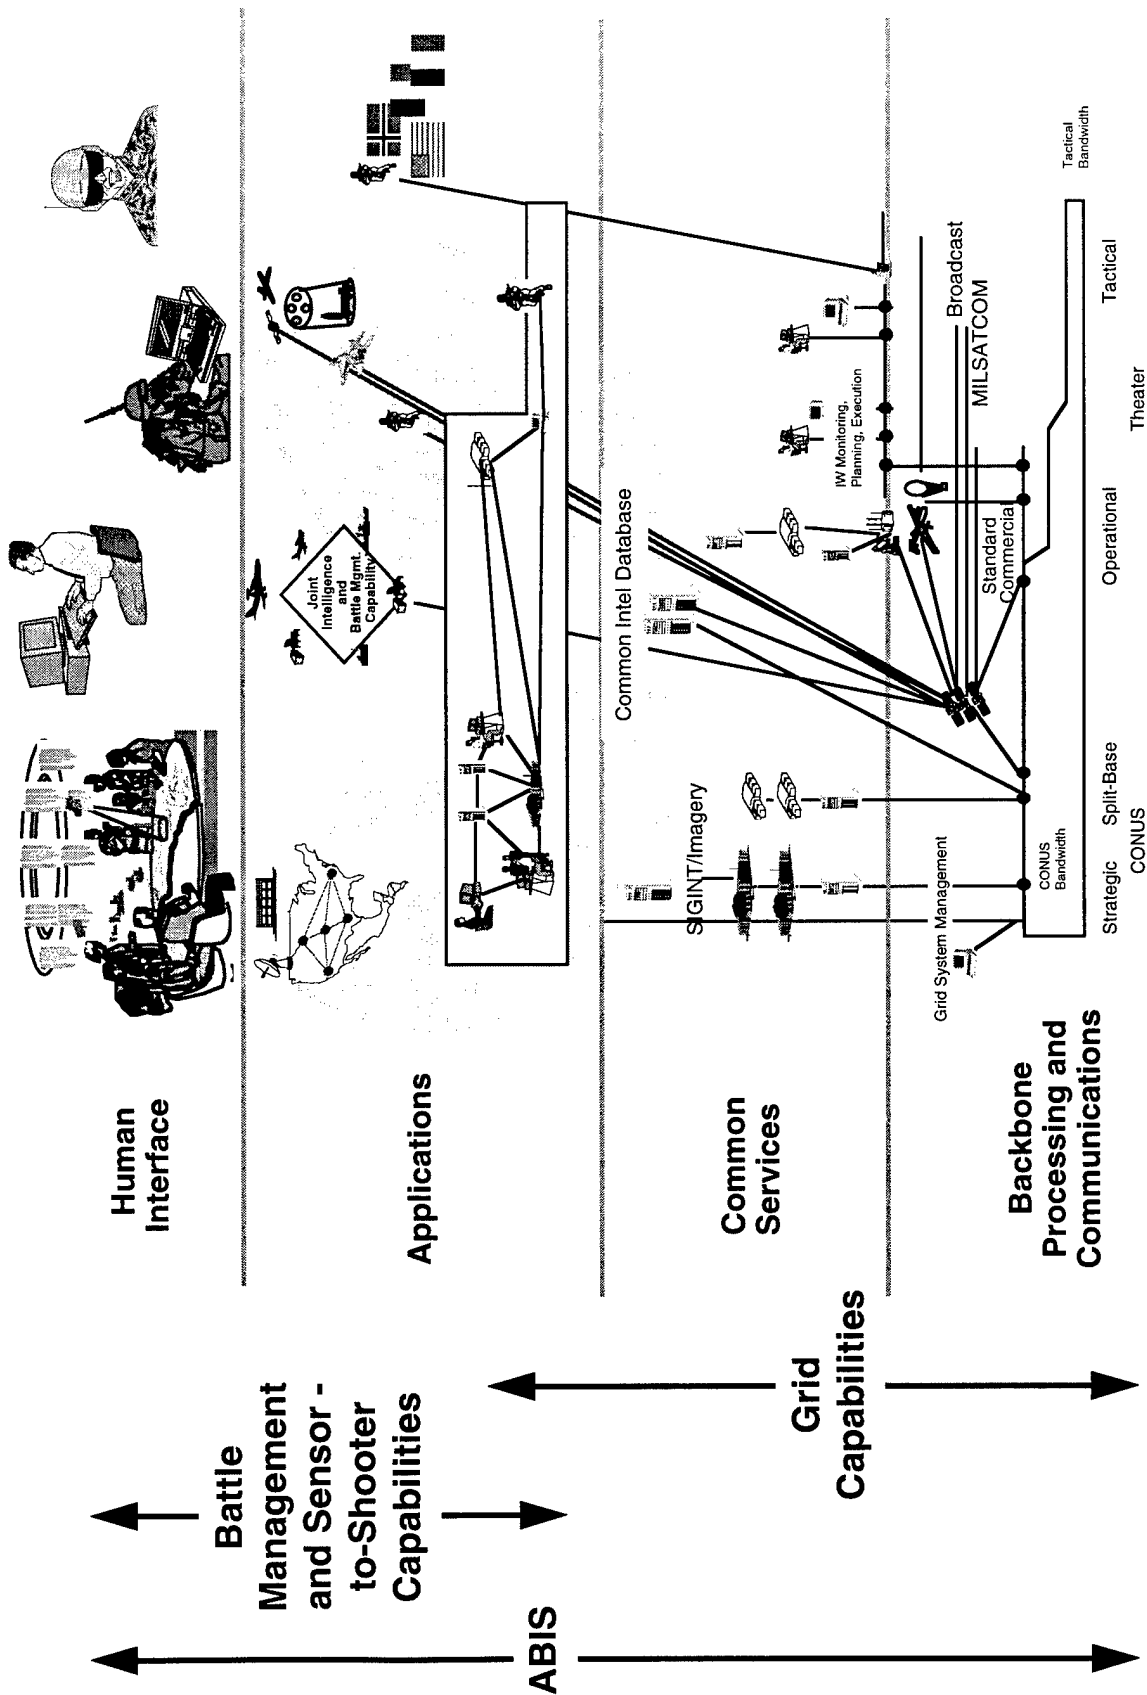 Human
Interface
Applications
Common
Services
Backbone
Processing and
Communications
ABIS
Battle
Management
and Sensor -
to-Shooter
Capabilities
Grid
Capabilities
Joint
Intelligence
and
Battle Mgmt.
Capability
Common Intel Database
SIGINT/Imagery
IW Monitoring,
Planning, Execution
Grid System Management
Standard
Commercial
Broadcast
MILSATCOM
CONUS
Bandwidth
Tactical
Bandwidth
Strategic
Split-Base
Operational
Tactical
CONUS
Theater